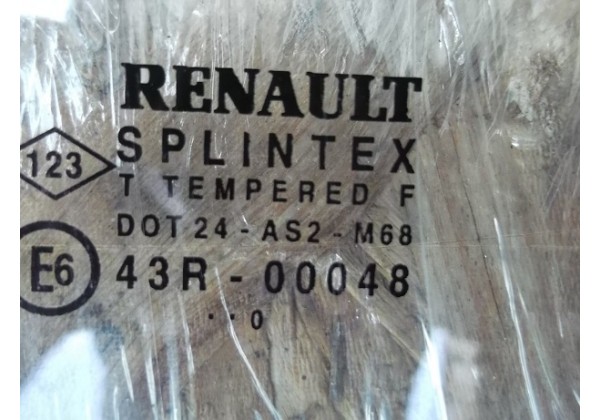 RENAULT
123 SPLINTEX
T TEMPERED F
DOT 24 - AS2 - M68
E6 43R - 00048
. . 0